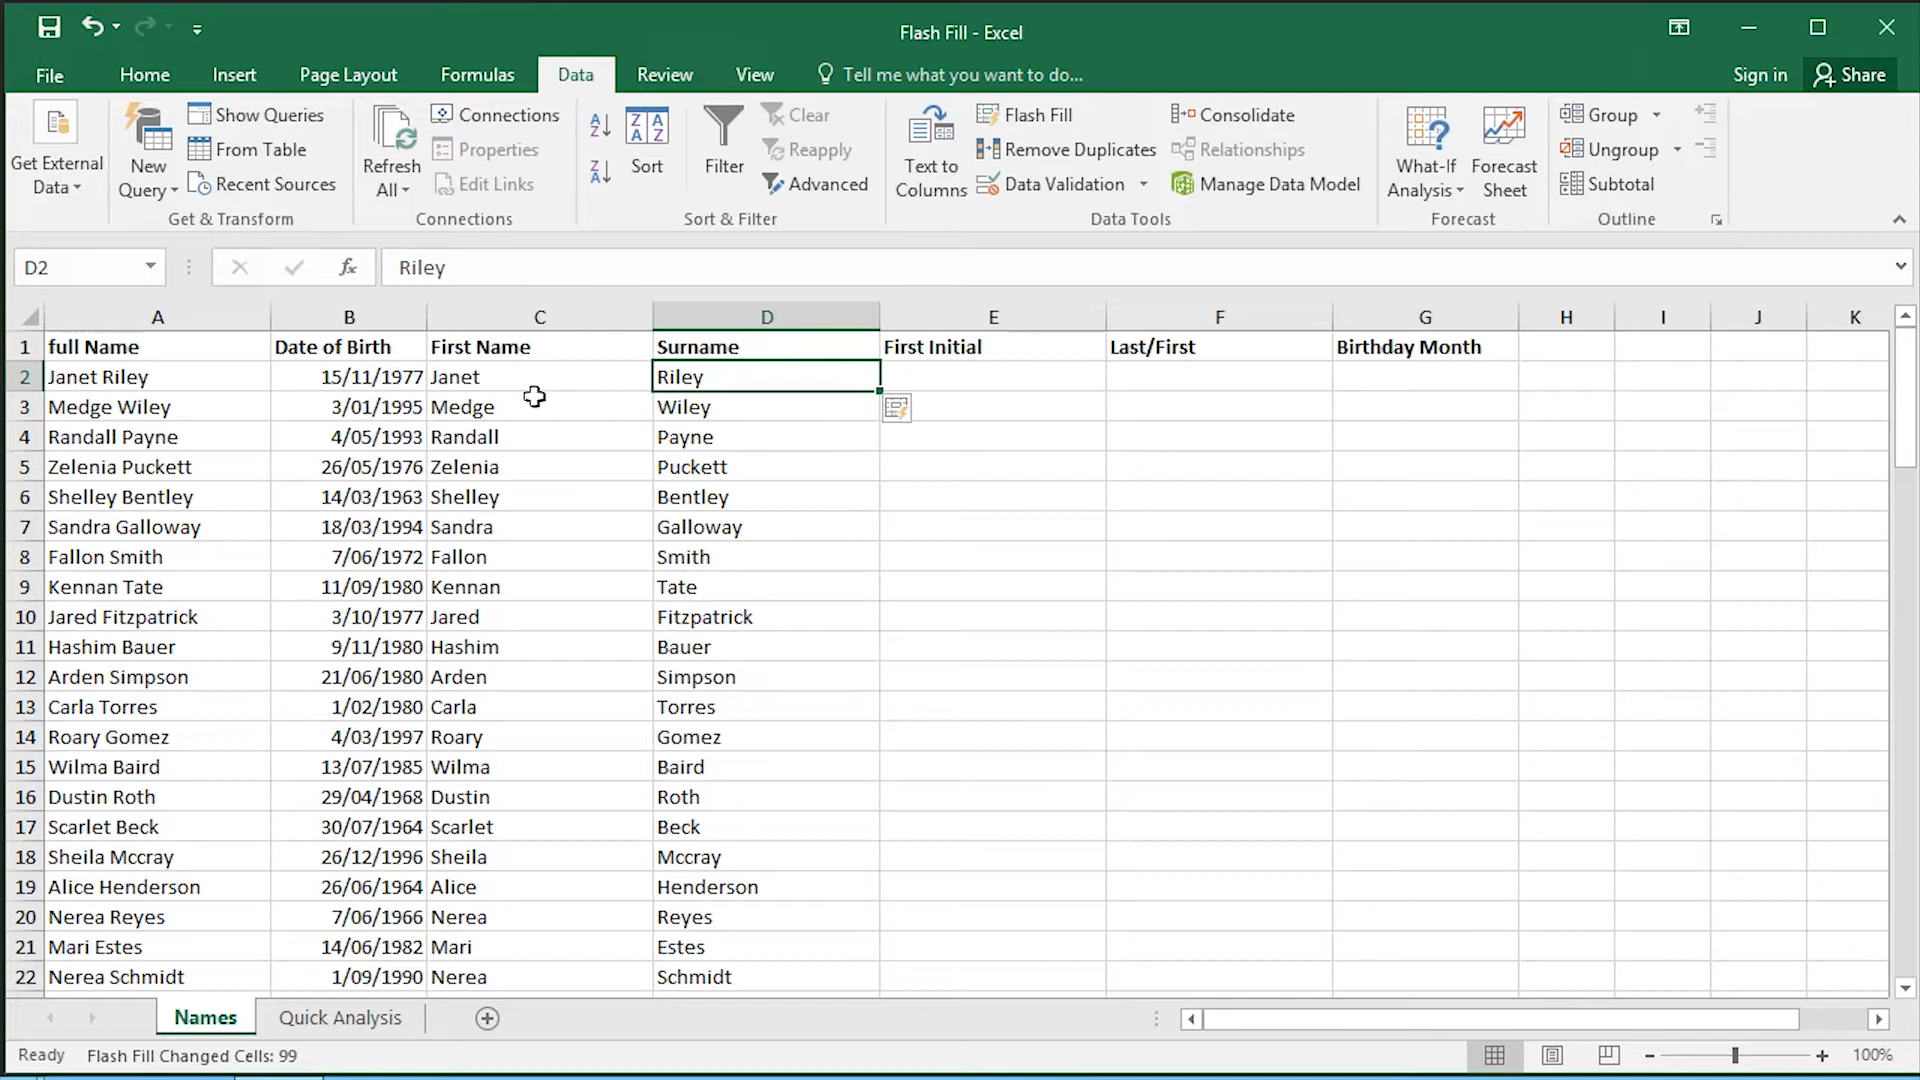 Flash Fill - Excel
File Home Insert Page Layout Formulas Data Review View Tell me what you want to do... Sign in Share
Get External Data
New Query
Show Queries
From Table
Recent Sources
Get & Transform
Refresh All
Connections
Properties
Edit Links
Connections
Sort
Filter
Clear
Reapply
Advanced
Sort & Filter
Text to Columns
Flash Fill
Remove Duplicates
Data Validation
Consolidate
Relationships
Manage Data Model
Data Tools
What-If Analysis
Forecast Sheet
Forecast
Group
Ungroup
Subtotal
Outline
D2 fx Riley
A B C D E F G H I J K
1 full Name Date of Birth First Name Surname First Initial Last/First Birthday Month
2 Janet Riley 15/11/1977 Janet Riley
3 Medge Wiley 3/01/1995 Medge Wiley
4 Randall Payne 4/05/1993 Randall Payne
5 Zelenia Puckett 26/05/1976 Zelenia Puckett
6 Shelley Bentley 14/03/1963 Shelley Bentley
7 Sandra Galloway 18/03/1994 Sandra Galloway
8 Fallon Smith 7/06/1972 Fallon Smith
9 Kennan Tate 11/09/1980 Kennan Tate
10 Jared Fitzpatrick 3/10/1977 Jared Fitzpatrick
11 Hashim Bauer 9/11/1980 Hashim Bauer
12 Arden Simpson 21/06/1980 Arden Simpson
13 Carla Torres 1/02/1980 Carla Torres
14 Roary Gomez 4/03/1997 Roary Gomez
15 Wilma Baird 13/07/1985 Wilma Baird
16 Dustin Roth 29/04/1968 Dustin Roth
17 Scarlet Beck 30/07/1964 Scarlet Beck
18 Sheila Mccray 26/12/1996 Sheila Mccray
19 Alice Henderson 26/06/1964 Alice Henderson
20 Nerea Reyes 7/06/1966 Nerea Reyes
21 Mari Estes 14/06/1982 Mari Estes
22 Nerea Schmidt 1/09/1990 Nerea Schmidt
Names Quick Analysis
Ready Flash Fill Changed Cells: 99 100%